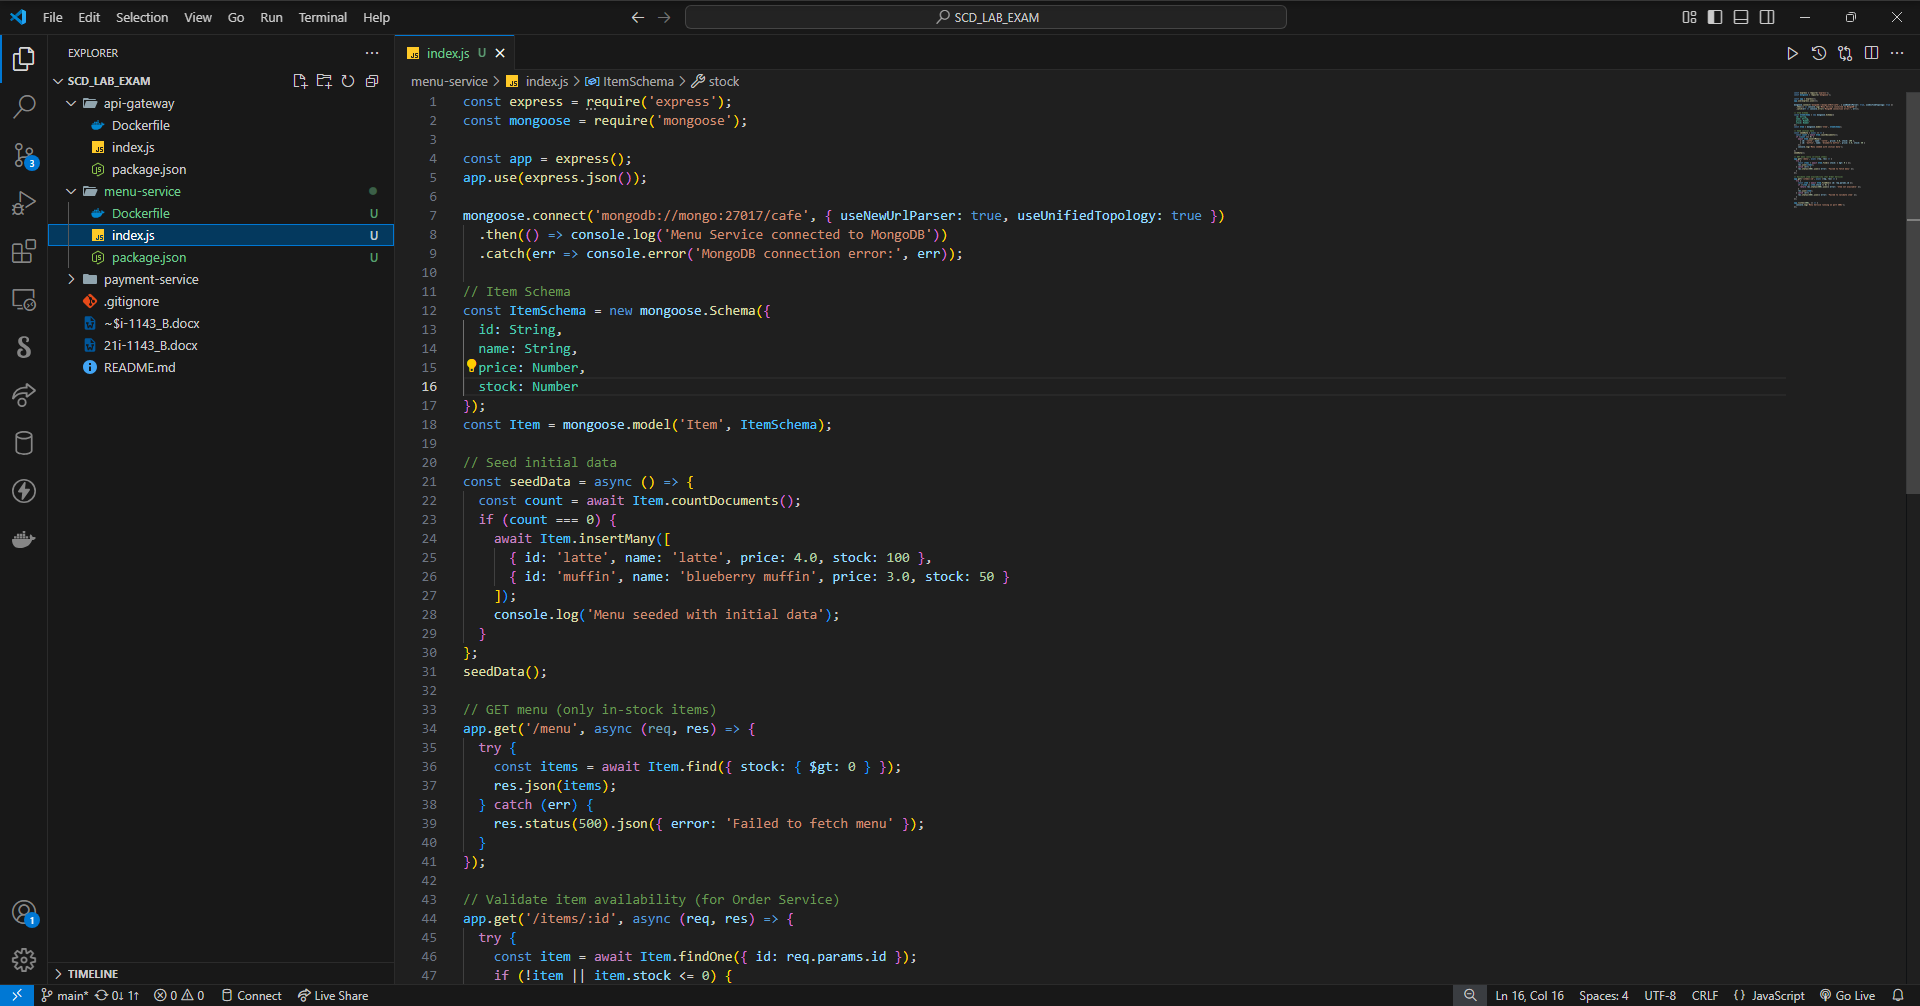 File Edit Selection View Go Run Terminal Help
SCD_LAB_EXAM
EXPLORER
SCD_LAB_EXAM
api-gateway
Dockerfile
index.js
package.json
menu-service
Dockerfile U
index.js U
package.json U
payment-service
.gitignore
~$i-1143_B.docx
21i-1143_B.docx
README.md
TIMELINE
3
1
index.js U
menu-service > index.js > ItemSchema > stock
1 const express = require('express');
2 const mongoose = require('mongoose');
3
4 const app = express();
5 app.use(express.json());
6
7 mongoose.connect('mongodb://mongo:27017/cafe', { useNewUrlParser: true, useUnifiedTopology: true })
8 .then(() => console.log('Menu Service connected to MongoDB'))
9 .catch(err => console.error('MongoDB connection error:', err));
10
11 // Item Schema
12 const ItemSchema = new mongoose.Schema({
13 id: String,
14 name: String,
15 price: Number,
16 stock: Number
17 });
18 const Item = mongoose.model('Item', ItemSchema);
19
20 // Seed initial data
21 const seedData = async () => {
22 const count = await Item.countDocuments();
23 if (count === 0) {
24 await Item.insertMany([
25 { id: 'latte', name: 'latte', price: 4.0, stock: 100 },
26 { id: 'muffin', name: 'blueberry muffin', price: 3.0, stock: 50 }
27 ]);
28 console.log('Menu seeded with initial data');
29 }
30 };
31 seedData();
32
33 // GET menu (only in-stock items)
34 app.get('/menu', async (req, res) => {
35 try {
36 const items = await Item.find({ stock: { $gt: 0 } });
37 res.json(items);
38 } catch (err) {
39 res.status(500).json({ error: 'Failed to fetch menu' });
40 }
41 });
42
43 // Validate item availability (for Order Service)
44 app.get('/items/:id', async (req, res) => {
45 try {
46 const item = await Item.findOne({ id: req.params.id });
47 if (!item || item.stock <= 0) {
main* 0↓ 1↑ 0 0 Connect Live Share
Ln 16, Col 16 Spaces: 4 UTF-8 CRLF {} JavaScript Go Live